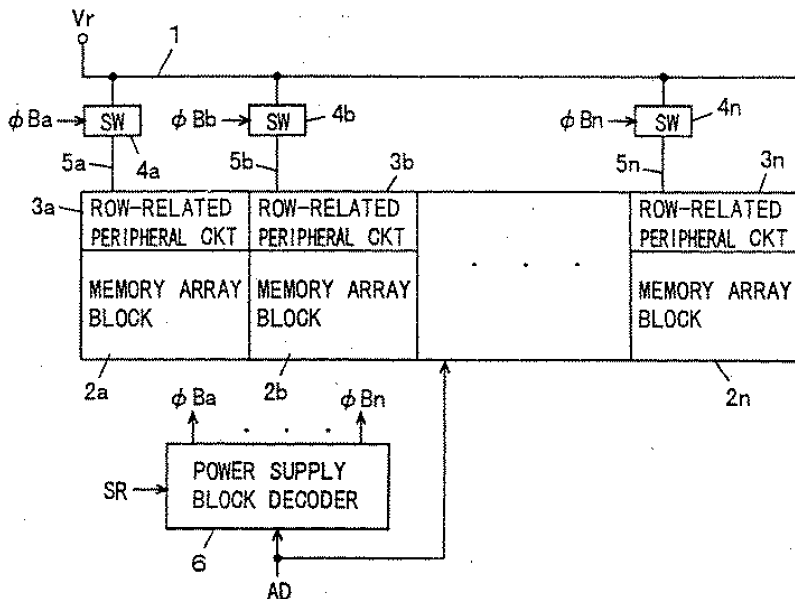 Vr
1
φBa SW 4a
φBb SW 4b
φBn SW 4n
5a
5b
3b
5n
3n
3a
ROW-RELATED
PERIPHERAL CKT
ROW-RELATED
PERIPHERAL CKT
ROW-RELATED
PERIPHERAL CKT
MEMORY ARRAY
BLOCK
MEMORY ARRAY
BLOCK
. . .
MEMORY ARRAY
BLOCK
2a
2b
2n
φBa . . . φBn
SR
POWER SUPPLY
BLOCK DECODER
6
AD